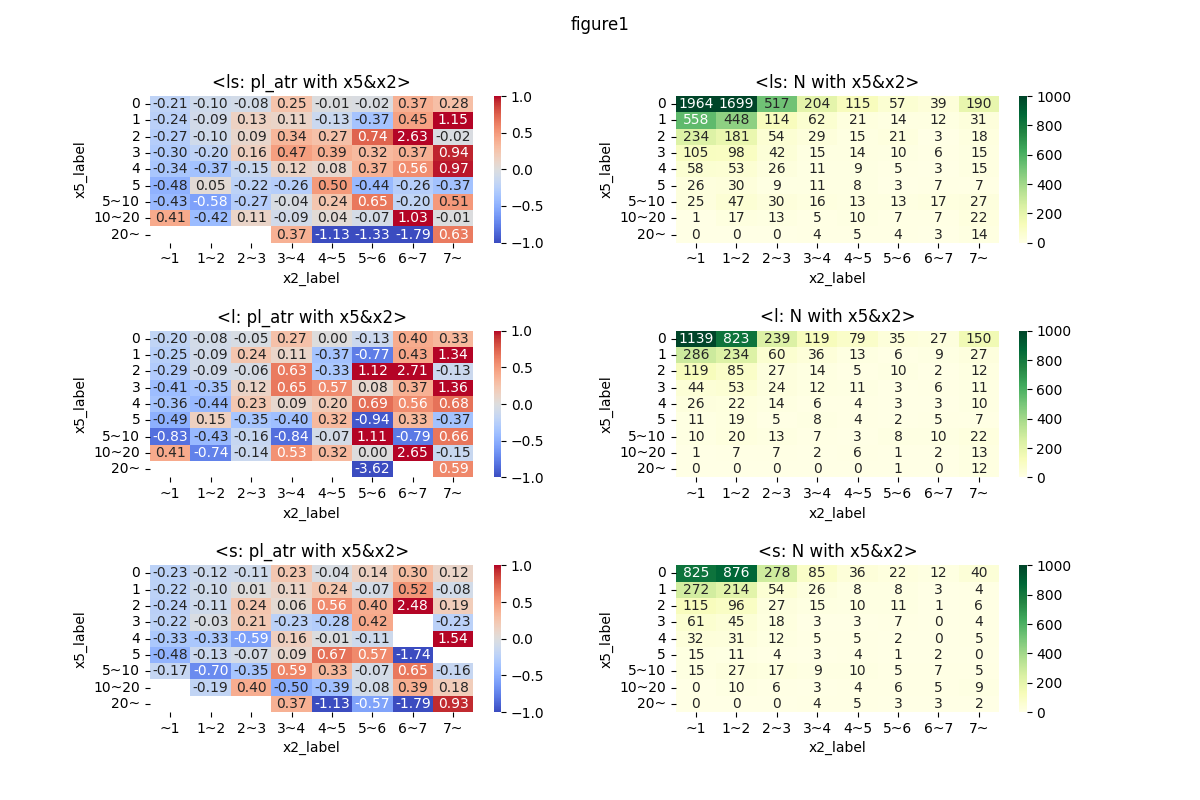 figure1
<ls: pl_atr with x5&x2>
x5_label
0 -0.21 -0.10 -0.08 0.25 -0.01 -0.02 0.37 0.28
1 -0.24 -0.09 0.13 0.11 -0.13 -0.37 0.45 1.15
2 -0.27 -0.10 0.09 0.34 0.27 0.74 2.63 -0.02
3 -0.30 -0.20 0.16 0.47 0.39 0.32 0.37 0.94
4 -0.34 -0.37 -0.15 0.12 0.08 0.37 0.56 0.97
5 -0.48 0.05 -0.22 -0.26 0.50 -0.44 -0.26 -0.37
5~10 -0.43 -0.58 -0.27 -0.04 0.24 0.65 -0.20 0.51
10~20 0.41 -0.42 0.11 -0.09 0.04 -0.07 1.03 -0.01
20~ 0.37 -1.13 -1.33 -1.79 0.63
~1 1~2 2~3 3~4 4~5 5~6 6~7 7~
x2_label
1.0
0.5
0.0
−0.5
−1.0
<ls: N with x5&x2>
x5_label
0 1964 1699 517 204 115 57 39 190
1 558 448 114 62 21 14 12 31
2 234 181 54 29 15 21 3 18
3 105 98 42 15 14 10 6 15
4 58 53 26 11 9 5 3 15
5 26 30 9 11 8 3 7 7
5~10 25 47 30 16 13 13 17 27
10~20 1 17 13 5 10 7 7 22
20~ 0 0 0 4 5 4 3 14
~1 1~2 2~3 3~4 4~5 5~6 6~7 7~
x2_label
1000
800
600
400
200
0
<l: pl_atr with x5&x2>
x5_label
0 -0.20 -0.08 -0.05 0.27 0.00 -0.13 0.40 0.33
1 -0.25 -0.09 0.24 0.11 -0.37 -0.77 0.43 1.34
2 -0.29 -0.09 -0.06 0.63 -0.33 1.12 2.71 -0.13
3 -0.41 -0.35 0.12 0.65 0.57 0.08 0.37 1.36
4 -0.36 -0.44 0.23 0.09 0.20 0.69 0.56 0.68
5 -0.49 0.15 -0.35 -0.40 0.32 -0.94 0.33 -0.37
5~10 -0.83 -0.43 -0.16 -0.84 -0.07 1.11 -0.79 0.66
10~20 0.41 -0.74 -0.14 0.53 0.32 0.00 2.65 -0.15
20~ -3.62 0.59
~1 1~2 2~3 3~4 4~5 5~6 6~7 7~
x2_label
1.0
0.5
0.0
−0.5
−1.0
<l: N with x5&x2>
x5_label
0 1139 823 239 119 79 35 27 150
1 286 234 60 36 13 6 9 27
2 119 85 27 14 5 10 2 12
3 44 53 24 12 11 3 6 11
4 26 22 14 6 4 3 3 10
5 11 19 5 8 4 2 5 7
5~10 10 20 13 7 3 8 10 22
10~20 1 7 7 2 6 1 2 13
20~ 0 0 0 0 0 1 0 12
~1 1~2 2~3 3~4 4~5 5~6 6~7 7~
x2_label
1000
800
600
400
200
0
<s: pl_atr with x5&x2>
x5_label
0 -0.23 -0.12 -0.11 0.23 -0.04 0.14 0.30 0.12
1 -0.22 -0.10 0.01 0.11 0.24 -0.07 0.52 -0.08
2 -0.24 -0.11 0.24 0.06 0.56 0.40 2.48 0.19
3 -0.22 -0.03 0.21 -0.23 -0.28 0.42 -0.23
4 -0.33 -0.33 -0.59 0.16 -0.01 -0.11 1.54
5 -0.48 -0.13 -0.07 0.09 0.67 0.57 -1.74
5~10 -0.17 -0.70 -0.35 0.59 0.33 -0.07 0.65 -0.16
10~20 -0.19 0.40 -0.50 -0.39 -0.08 0.39 0.18
20~ 0.37 -1.13 -0.57 -1.79 0.93
~1 1~2 2~3 3~4 4~5 5~6 6~7 7~
x2_label
1.0
0.5
0.0
−0.5
−1.0
<s: N with x5&x2>
x5_label
0 825 876 278 85 36 22 12 40
1 272 214 54 26 8 8 3 4
2 115 96 27 15 10 11 1 6
3 61 45 18 3 3 7 0 4
4 32 31 12 5 5 2 0 5
5 15 11 4 3 4 1 2 0
5~10 15 27 17 9 10 5 7 5
10~20 0 10 6 3 4 6 5 9
20~ 0 0 0 4 5 3 3 2
~1 1~2 2~3 3~4 4~5 5~6 6~7 7~
x2_label
1000
800
600
400
200
0